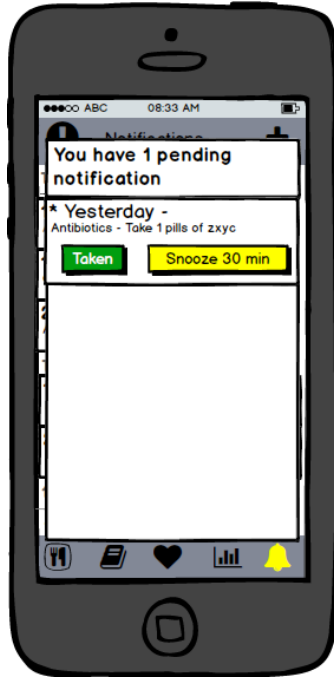 ABC 08:33 AM
Notifications
You have 1 pending
notification
* Yesterday -
Antibiotics - Take 1 pills of zxyc
Taken Snooze 30 min